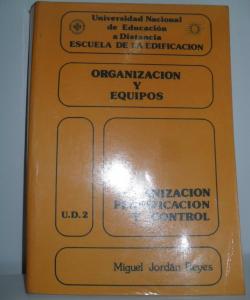 Universidad Nacional
de Educación
a Distancia
ESCUELA DE LA EDIFICACION
ORGANIZACION
Y
EQUIPOS
U.D. 2
CONTROL
Miguel Jordán Reyes